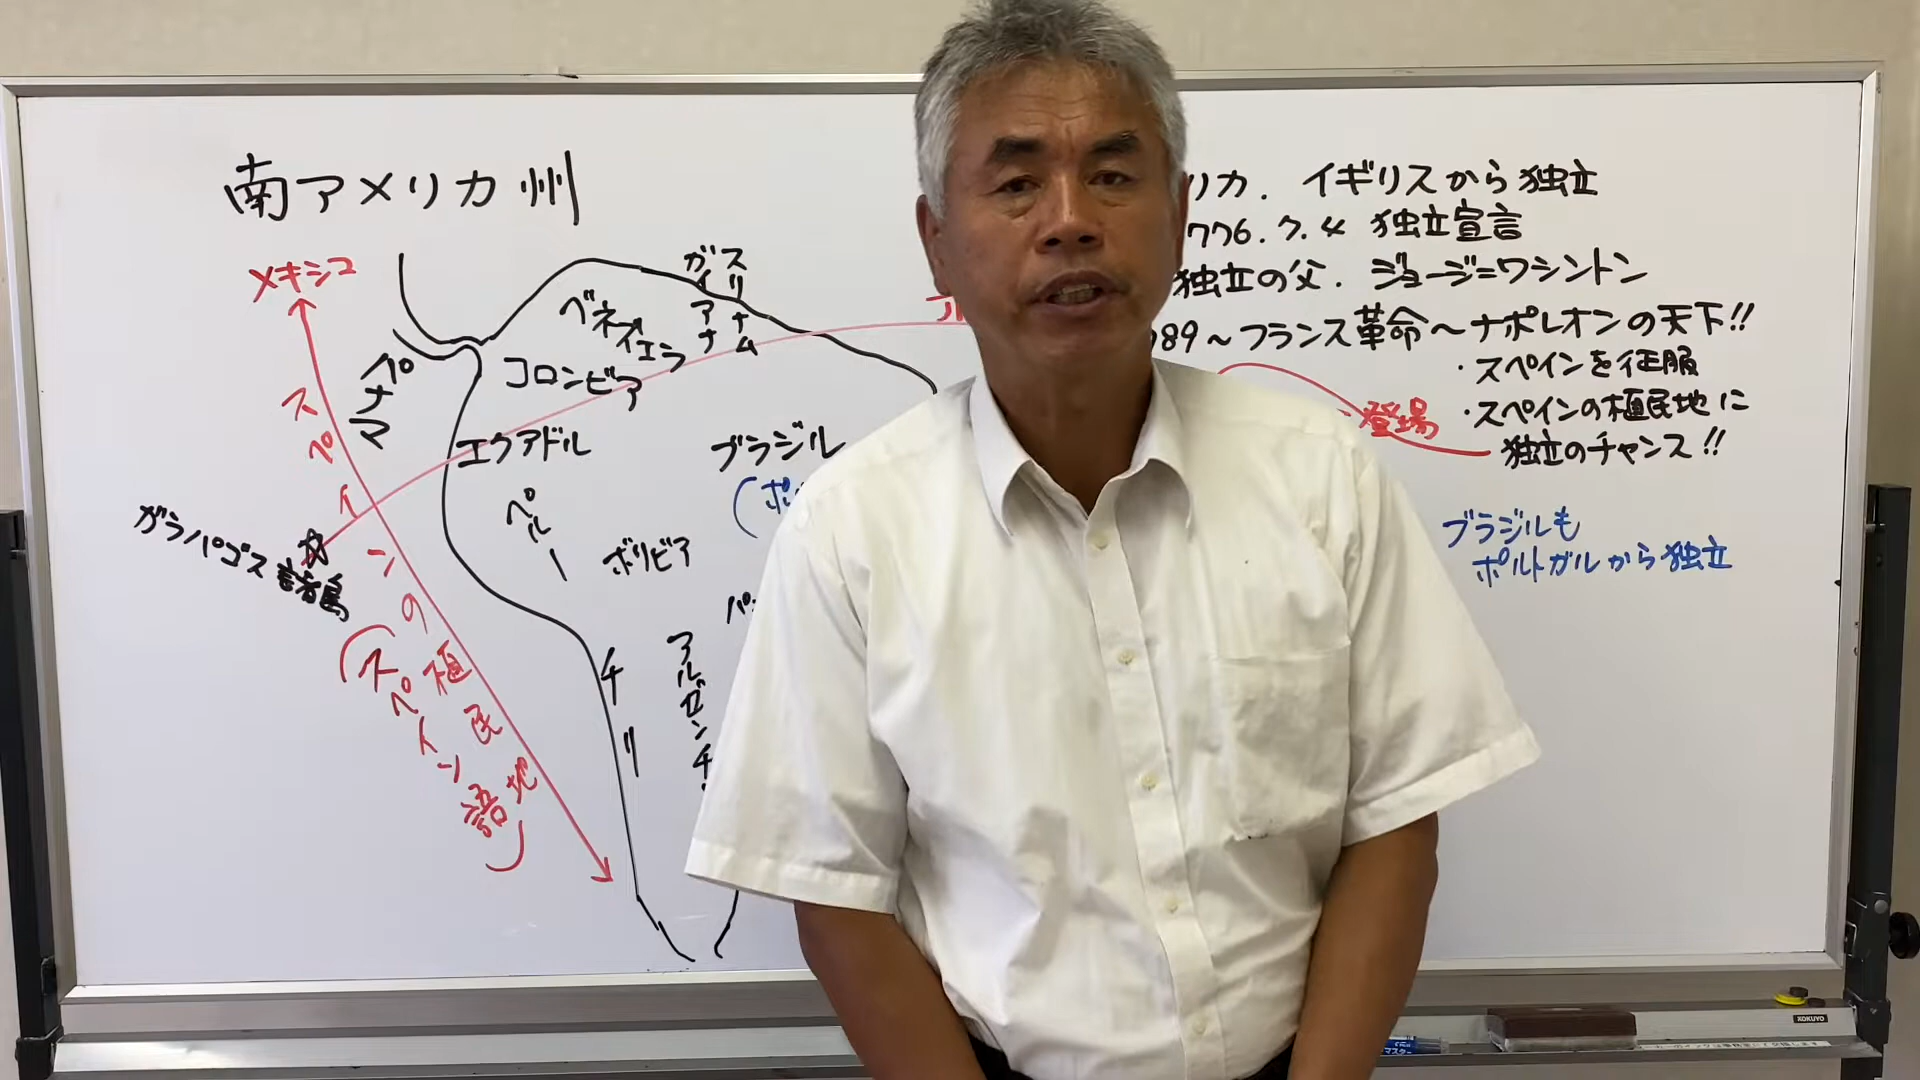 南アメリカ州
メキシコ
スペインの植民地
(スペイン語)
パナマ
ガラパゴス諸島
ベネズエラ
コロンビア
ガイアナ
スリナム
エクアドル
ブラジル
(ポ
ペルー
ボリビア
パ
チリ
アルゼンチ
リカ. イギリスから独立
776.7.4 独立宣言
独立の父. ジョージ=ワシントン
89~フランス革命~ナポレオンの天下!!
・スペインを征服
・スペインの植民地に
独立のチャンス!!
登場
ブラジルも
ポルトガルから独立
KOKUYO
マスター